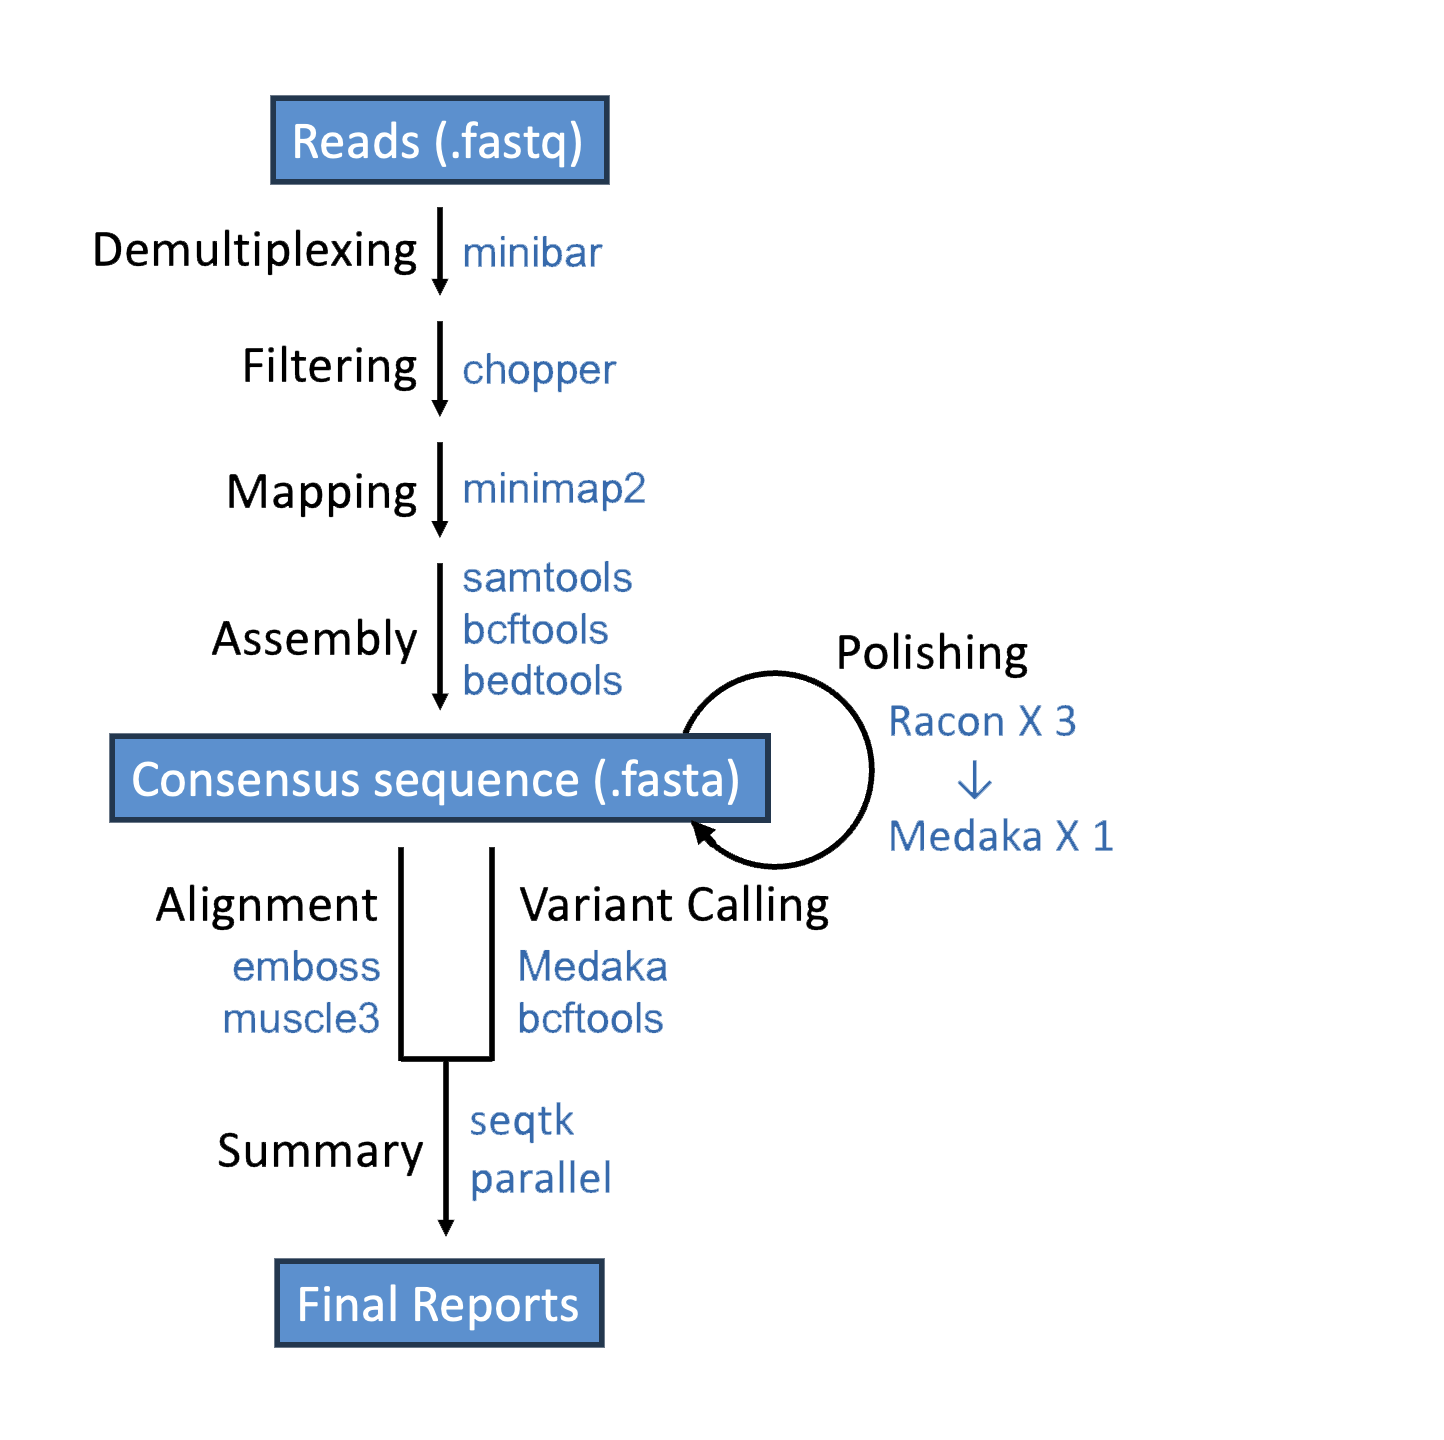 Reads (.fastq)
Demultiplexing
minibar
Filtering
chopper
Mapping
minimap2
Assembly
samtools
bcftools
bedtools
Polishing
Racon X 3
↓
Medaka X 1
Consensus sequence (.fasta)
Alignment
emboss
muscle3
Variant Calling
Medaka
bcftools
Summary
seqtk
parallel
Final Reports